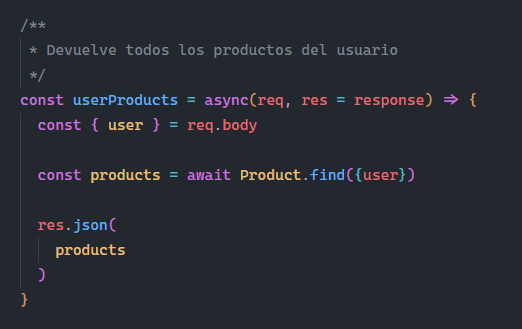 /**
 * Devuelve todos los productos del usuario
 */
const userProducts = async(req, res = response) => {
  const { user } = req.body
  const products = await Product.find({user})
  res.json(
    products
  )
}